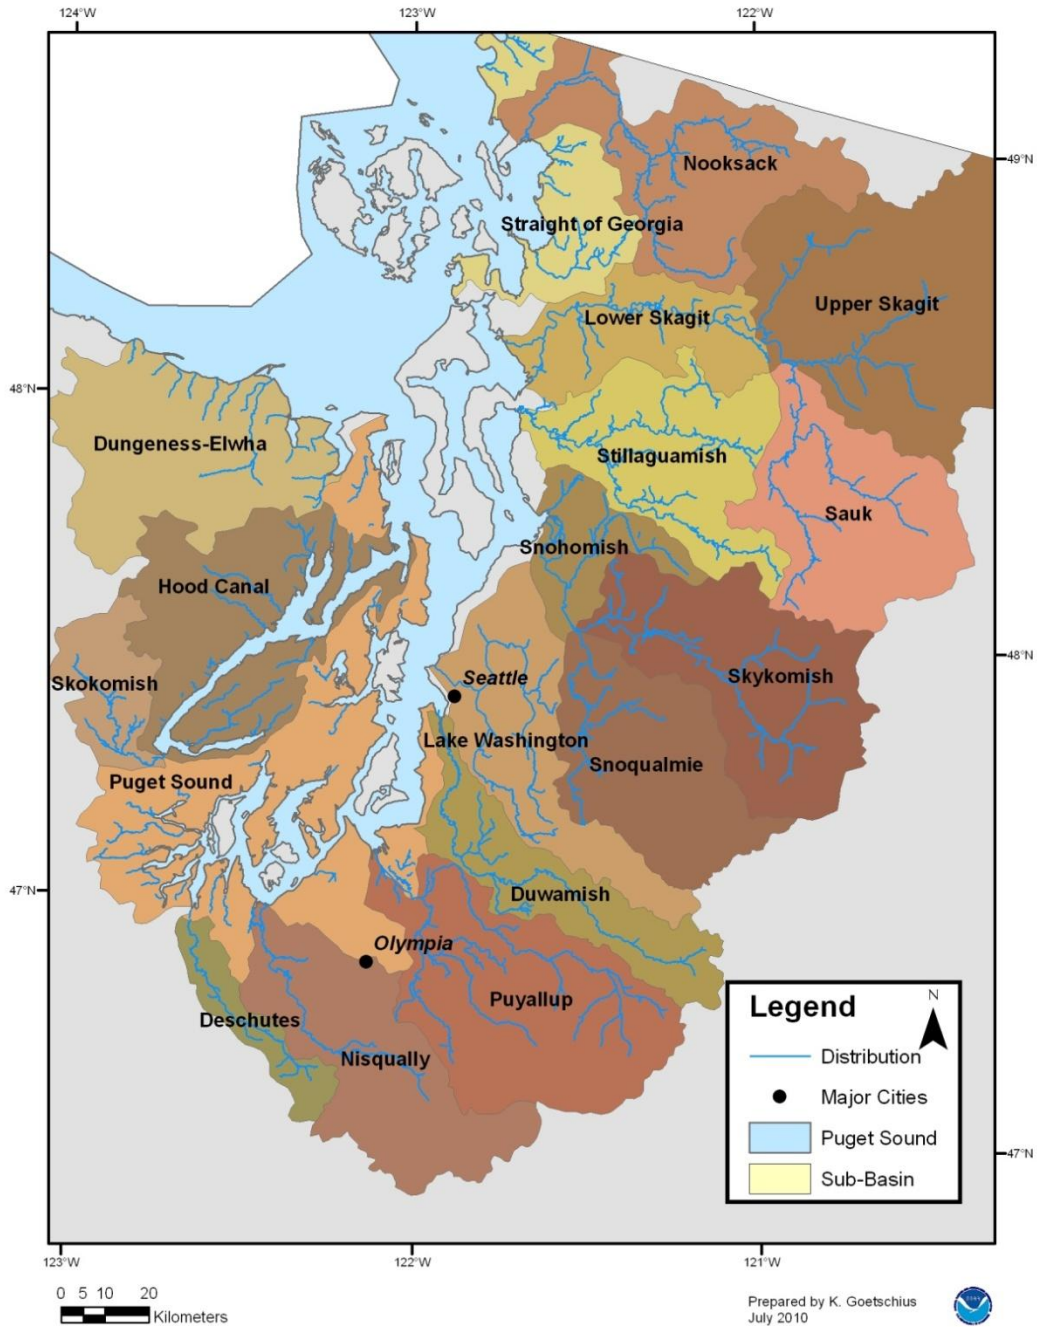 124°W 123°W 122°W
49°N
Nooksack
Straight of Georgia
Upper Skagit
Lower Skagit
48°N
Dungeness-Elwha
Stillaguamish
Sauk
Snohomish
Hood Canal
48°N
Skokomish
Seattle
Skykomish
Lake Washington
Snoqualmie
Puget Sound
47°N
Duwamish
Olympia
Puyallup
Deschutes
Nisqually
Legend
N
Distribution
Major Cities
Puget Sound
Sub-Basin
47°N
123°W 122°W 121°W
0 5 10 20
Kilometers
Prepared by K. Goetschius
July 2010